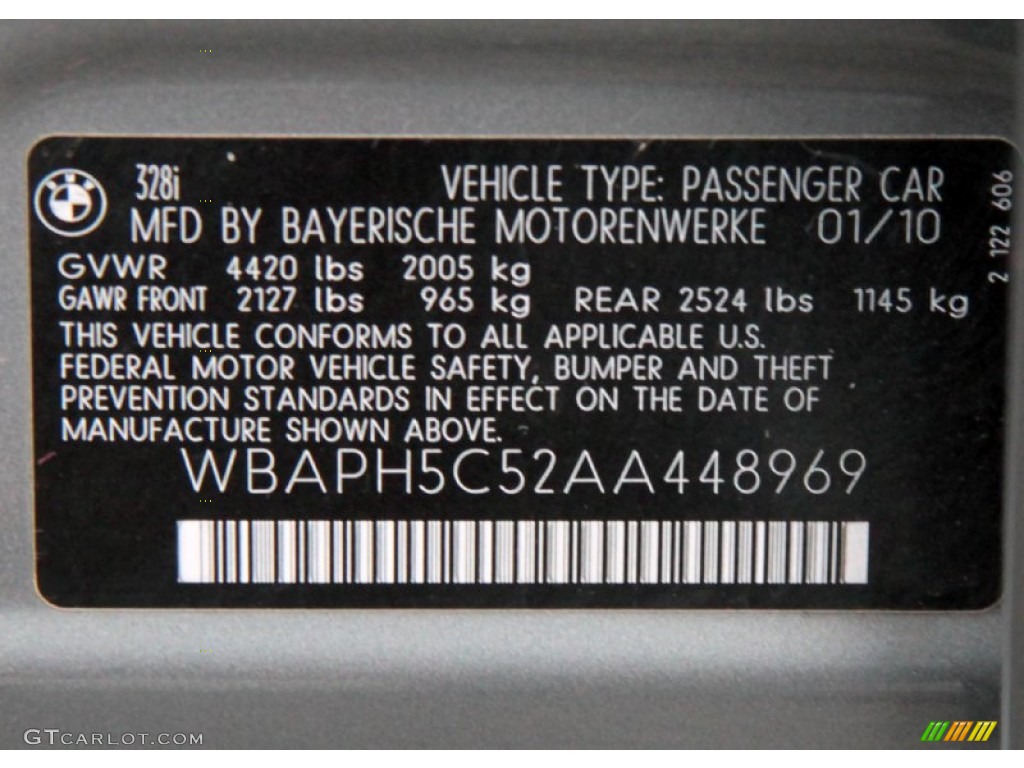 328i VEHICLE TYPE: PASSENGER CAR
MFD BY BAYERISCHE MOTORENWERKE 01/10
2 122 606
GVWR 4420 lbs 2005 kg
GAWR FRONT 2127 lbs 965 kg REAR 2524 lbs 1145 kg
THIS VEHICLE CONFORMS TO ALL APPLICABLE U.S.
FEDERAL MOTOR VEHICLE SAFETY, BUMPER AND THEFT
PREVENTION STANDARDS IN EFFECT ON THE DATE OF
MANUFACTURE SHOWN ABOVE.
WBAPH5C52AA448969
GTCARLOT.COM